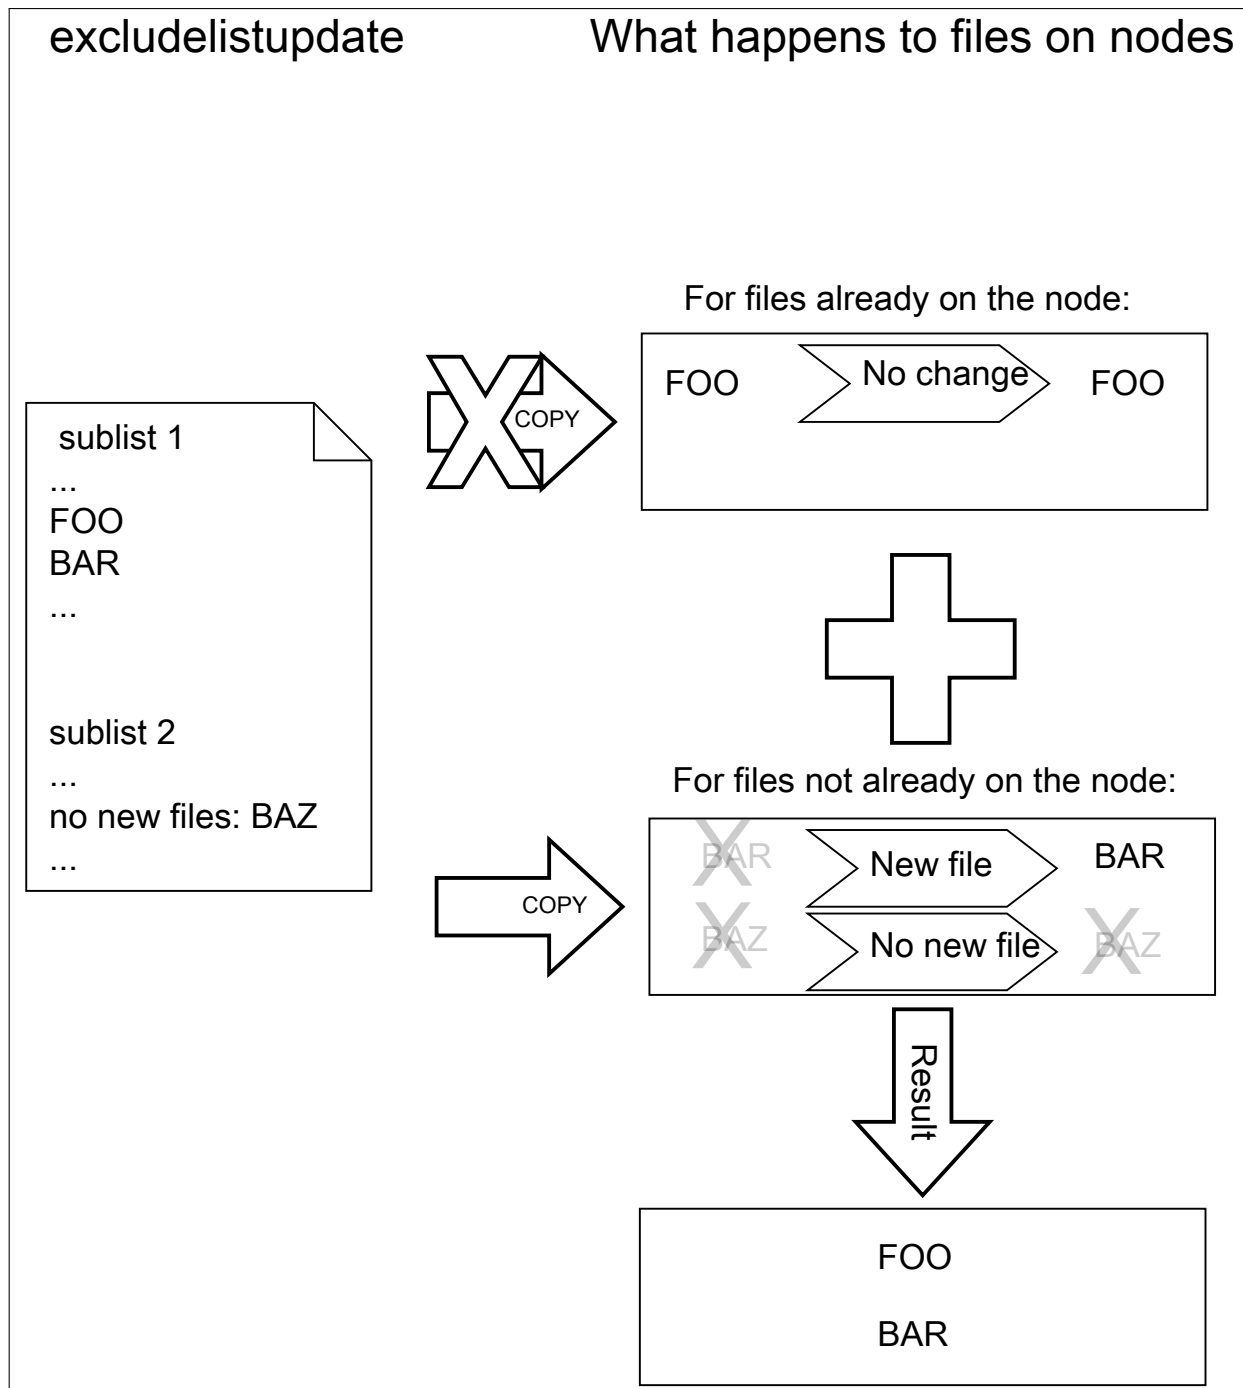 excludelistupdate
What happens to files on nodes
sublist 1
...
FOO
BAR
...
sublist 2
...
no new files: BAZ
...
COPY
For files already on the node:
FOO
No change
FOO
For files not already on the node:
COPY
BAR
New file
BAR
BAZ
No new file
BAZ
Result
FOO
BAR